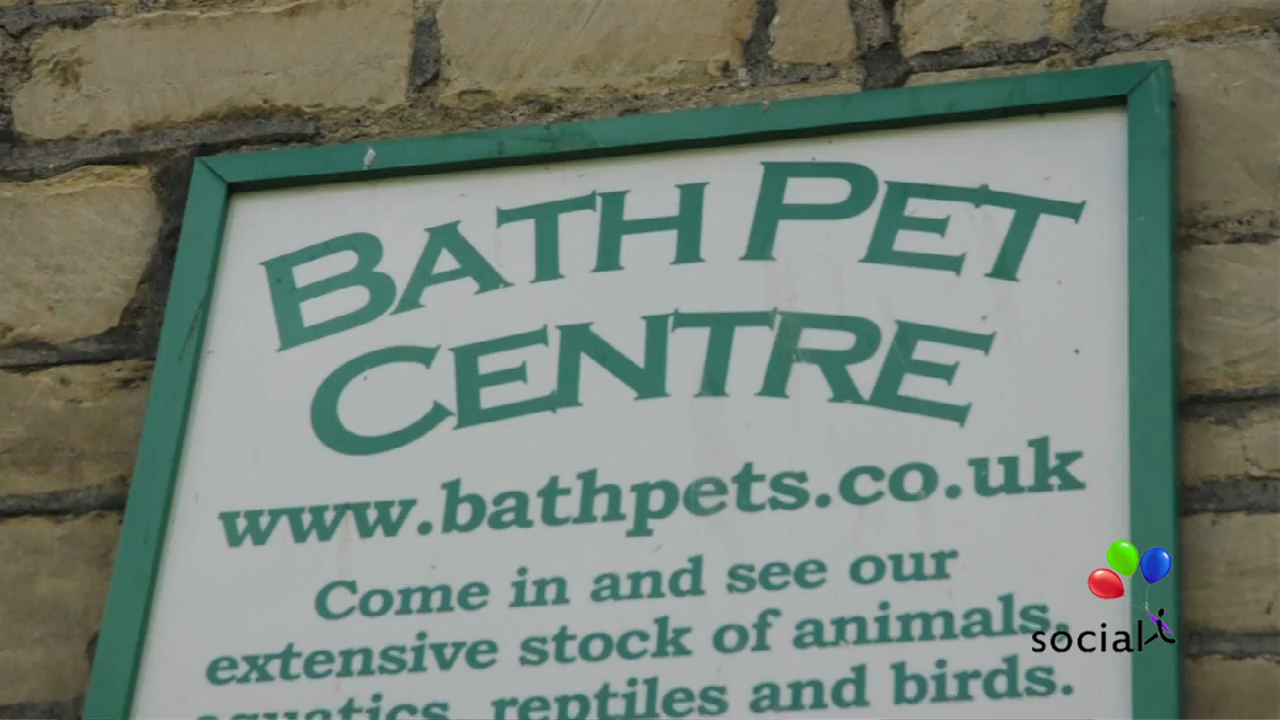 BATH PET
CENTRE
www.bathpets.co.uk
Come in and see our
extensive stock of animals,
aquatics, reptiles and birds.
social